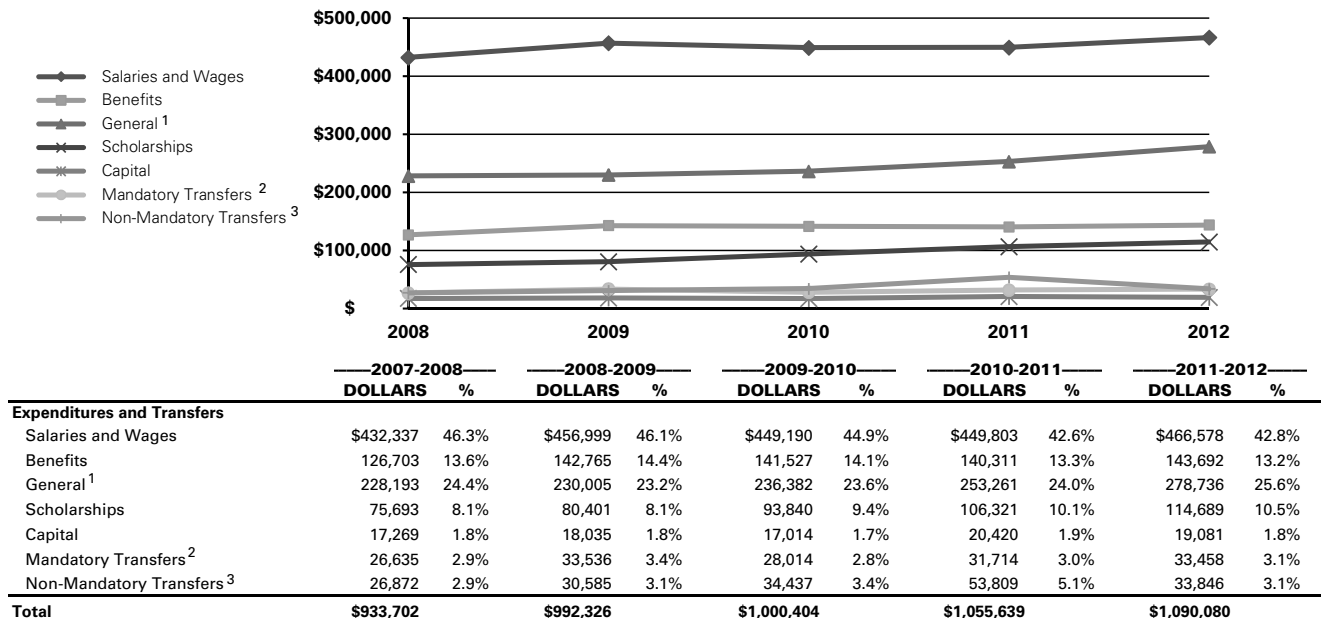 $500,000
$400,000
$300,000
$200,000
$100,000
$
Salaries and Wages
Benefits
General 1
Scholarships
Capital
Mandatory Transfers 2
Non-Mandatory Transfers 3
2008 2009 2010 2011 2012
2007-2008 2008-2009 2009-2010 2010-2011 2011-2012
DOLLARS % DOLLARS % DOLLARS % DOLLARS % DOLLARS %
Expenditures and Transfers
Salaries and Wages $432,337 46.3% $456,999 46.1% $449,190 44.9% $449,803 42.6% $466,578 42.8%
Benefits 126,703 13.6% 142,765 14.4% 141,527 14.1% 140,311 13.3% 143,692 13.2%
General 1 228,193 24.4% 230,005 23.2% 236,382 23.6% 253,261 24.0% 278,736 25.6%
Scholarships 75,693 8.1% 80,401 8.1% 93,840 9.4% 106,321 10.1% 114,689 10.5%
Capital 17,269 1.8% 18,035 1.8% 17,014 1.7% 20,420 1.9% 19,081 1.8%
Mandatory Transfers 2 26,635 2.9% 33,536 3.4% 28,014 2.8% 31,714 3.0% 33,458 3.1%
Non-Mandatory Transfers 3 26,872 2.9% 30,585 3.1% 34,437 3.4% 53,809 5.1% 33,846 3.1%
Total $933,702 $992,326 $1,000,404 $1,055,639 $1,090,080